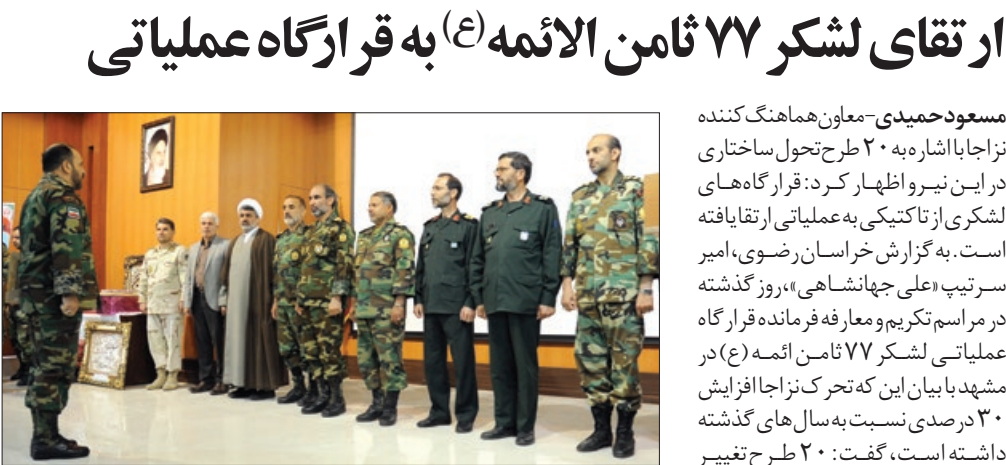 ارتقای لشکر ۷۷ ثامن الائمه(ع) به قرارگاه عملیاتی
مسعود حمیدی-معاون هماهنگ کننده
نزاجا با اشاره به ۲۰ طرح تحول ساختاری
در این نیرو اظهار کرد: قرارگاه‌های
لشکری از تاکتیکی به عملیاتی ارتقا یافته
است. به گزارش خراسان رضوی، امیر
سرتیپ «علی جهانشاهی»، روز گذشته
در مراسم تکریم و معارفه فرمانده قرارگاه
عملیاتی لشکر ۷۷ ثامن ائمه (ع) در
مشهد با بیان این که تحرک نزاجا افزایش
۳۰ درصدی نسبت به سال های گذشته
داشته است، گفت: ۲۰ طرح تغییر